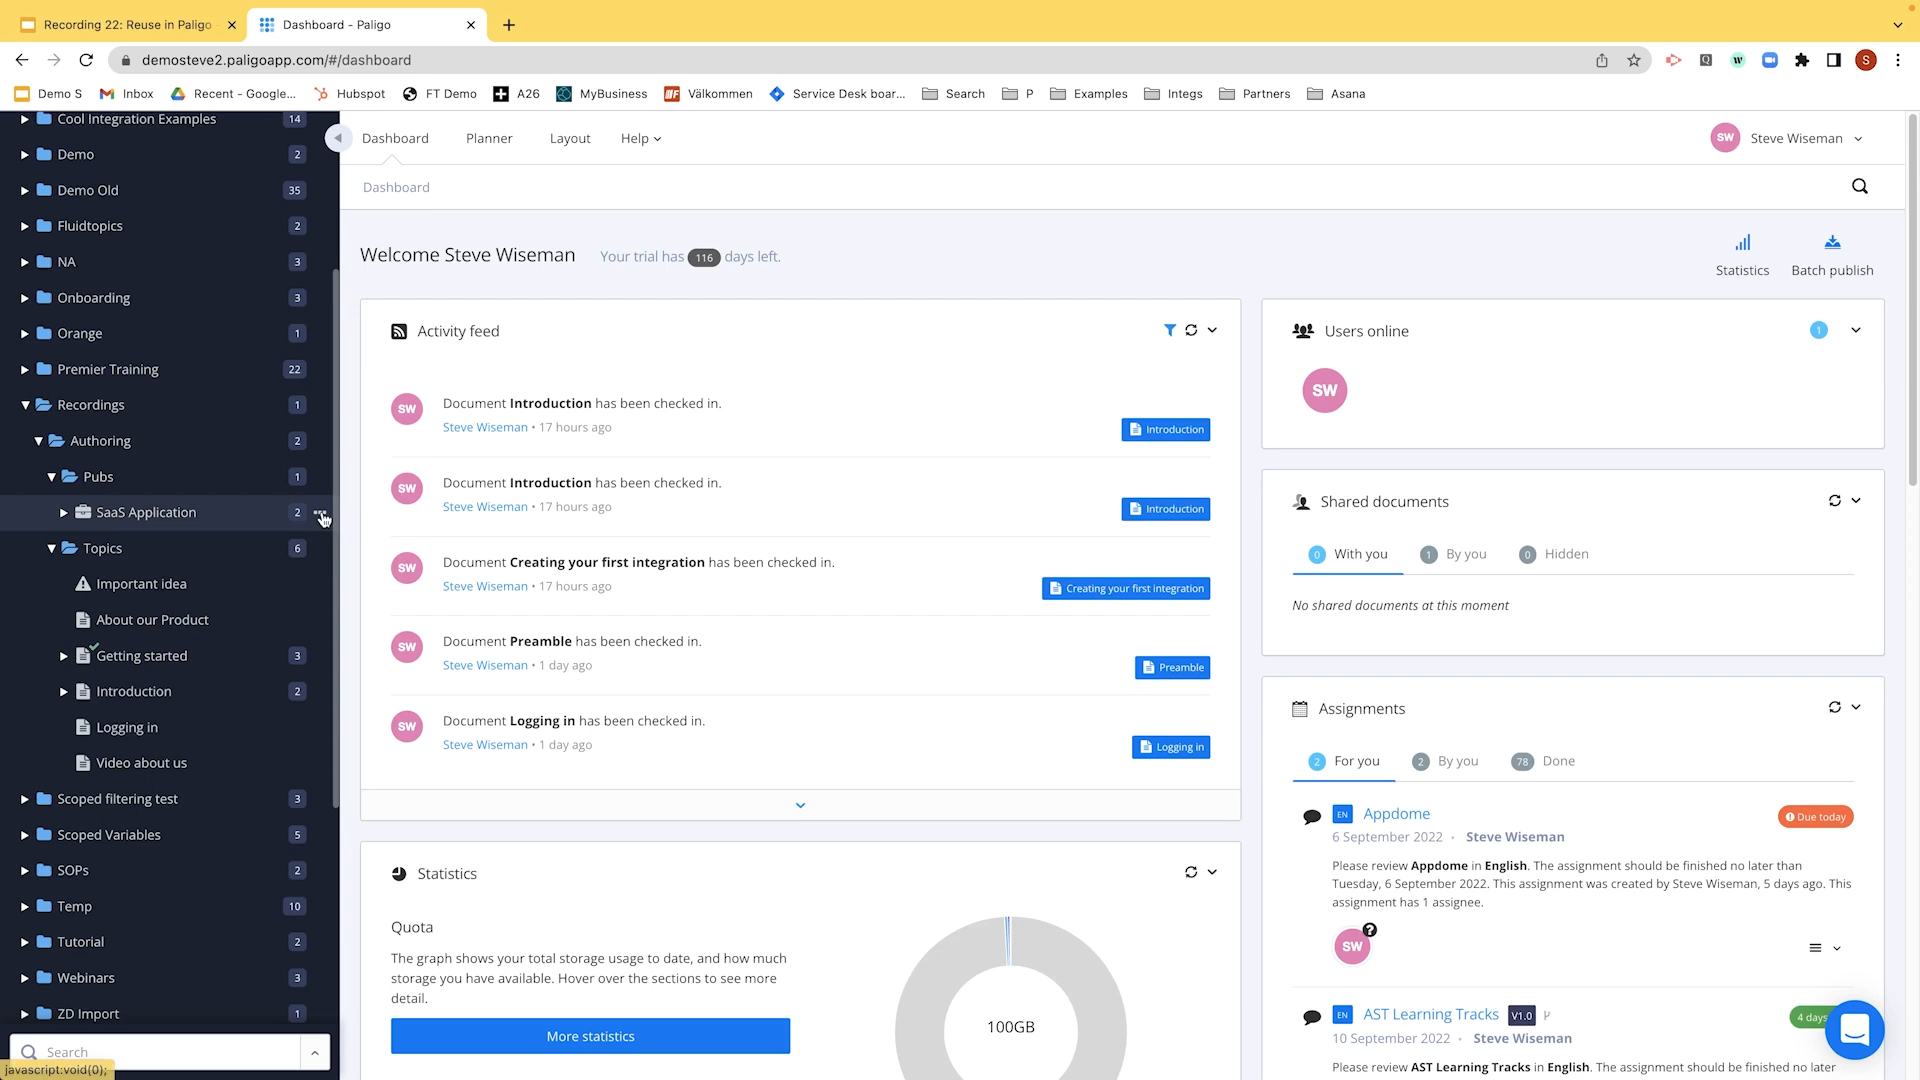 Recording 22: Reuse in Paligo
Dashboard - Paligo
demosteve2.paligoapp.com/#/dashboard
S
Demo S
Inbox
Recent - Google...
Hubspot
FT Demo
A26
MyBusiness
Välkommen
Service Desk boar...
Search
P
Examples
Integs
Partners
Asana
Cool Integration Examples 14
Demo 2
Demo Old 35
Fluidtopics 2
NA 3
Onboarding 3
Orange 1
Premier Training 22
Recordings 1
Authoring 2
Pubs 1
SaaS Application 2
Topics 6
Important idea
About our Product
Getting started 3
Introduction 2
Logging in
Video about us
Scoped filtering test 3
Scoped Variables 5
SOPs 2
Temp 10
Tutorial 2
Webinars 3
ZD Import 1
Search
javascript:void(0);
Dashboard
Planner
Layout
Help
SW Steve Wiseman
Dashboard
Welcome Steve Wiseman
Your trial has 116 days left.
Statistics
Batch publish
Activity feed
SW
Document Introduction has been checked in.
Steve Wiseman • 17 hours ago
Introduction
SW
Document Introduction has been checked in.
Steve Wiseman • 17 hours ago
Introduction
SW
Document Creating your first integration has been checked in.
Steve Wiseman • 17 hours ago
Creating your first integration
SW
Document Preamble has been checked in.
Steve Wiseman • 1 day ago
Preamble
SW
Document Logging in has been checked in.
Steve Wiseman • 1 day ago
Logging in
Statistics
Quota
The graph shows your total storage usage to date, and how much
storage you have available. Hover over the sections to see more
detail.
More statistics
100GB
Users online
1
SW
Shared documents
0 With you
1 By you
0 Hidden
No shared documents at this moment
Assignments
2 For you
2 By you
78 Done
EN Appdome
Due today
6 September 2022 • Steve Wiseman
Please review Appdome in English. The assignment should be finished no later than
Tuesday, 6 September 2022. This assignment was created by Steve Wiseman, 5 days ago. This
assignment has 1 assignee.
SW
?
EN AST Learning Tracks V1.0
4 days
10 September 2022 • Steve Wiseman
Please review AST Learning Tracks in English. The assignment should be finished no later